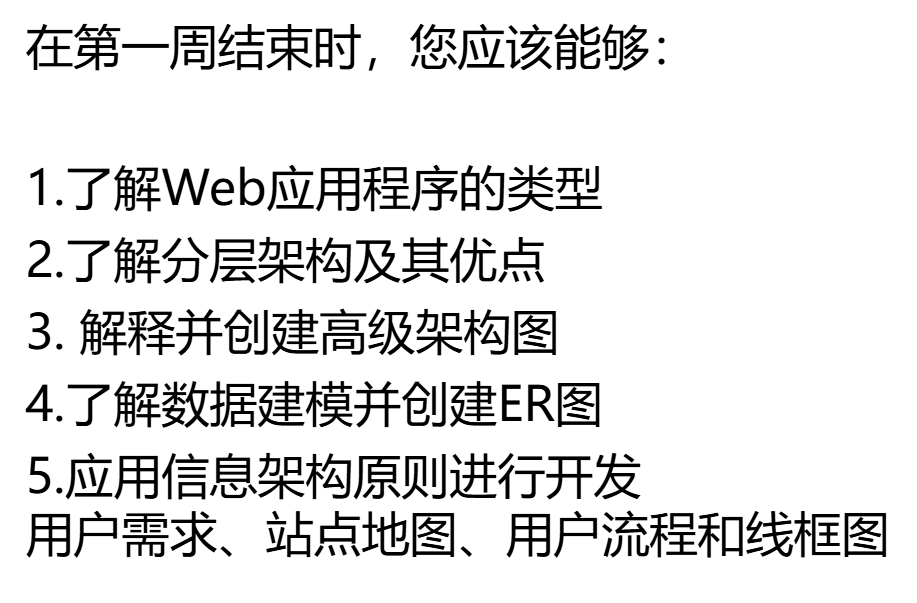 在第一周结束时，您应该能够：
1.了解Web应用程序的类型
2.了解分层架构及其优点
3. 解释并创建高级架构图
4.了解数据建模并创建ER图
5.应用信息架构原则进行开发
用户需求、站点地图、用户流程和线框图